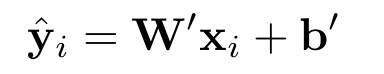 ŷᵢ = W′xᵢ + b′